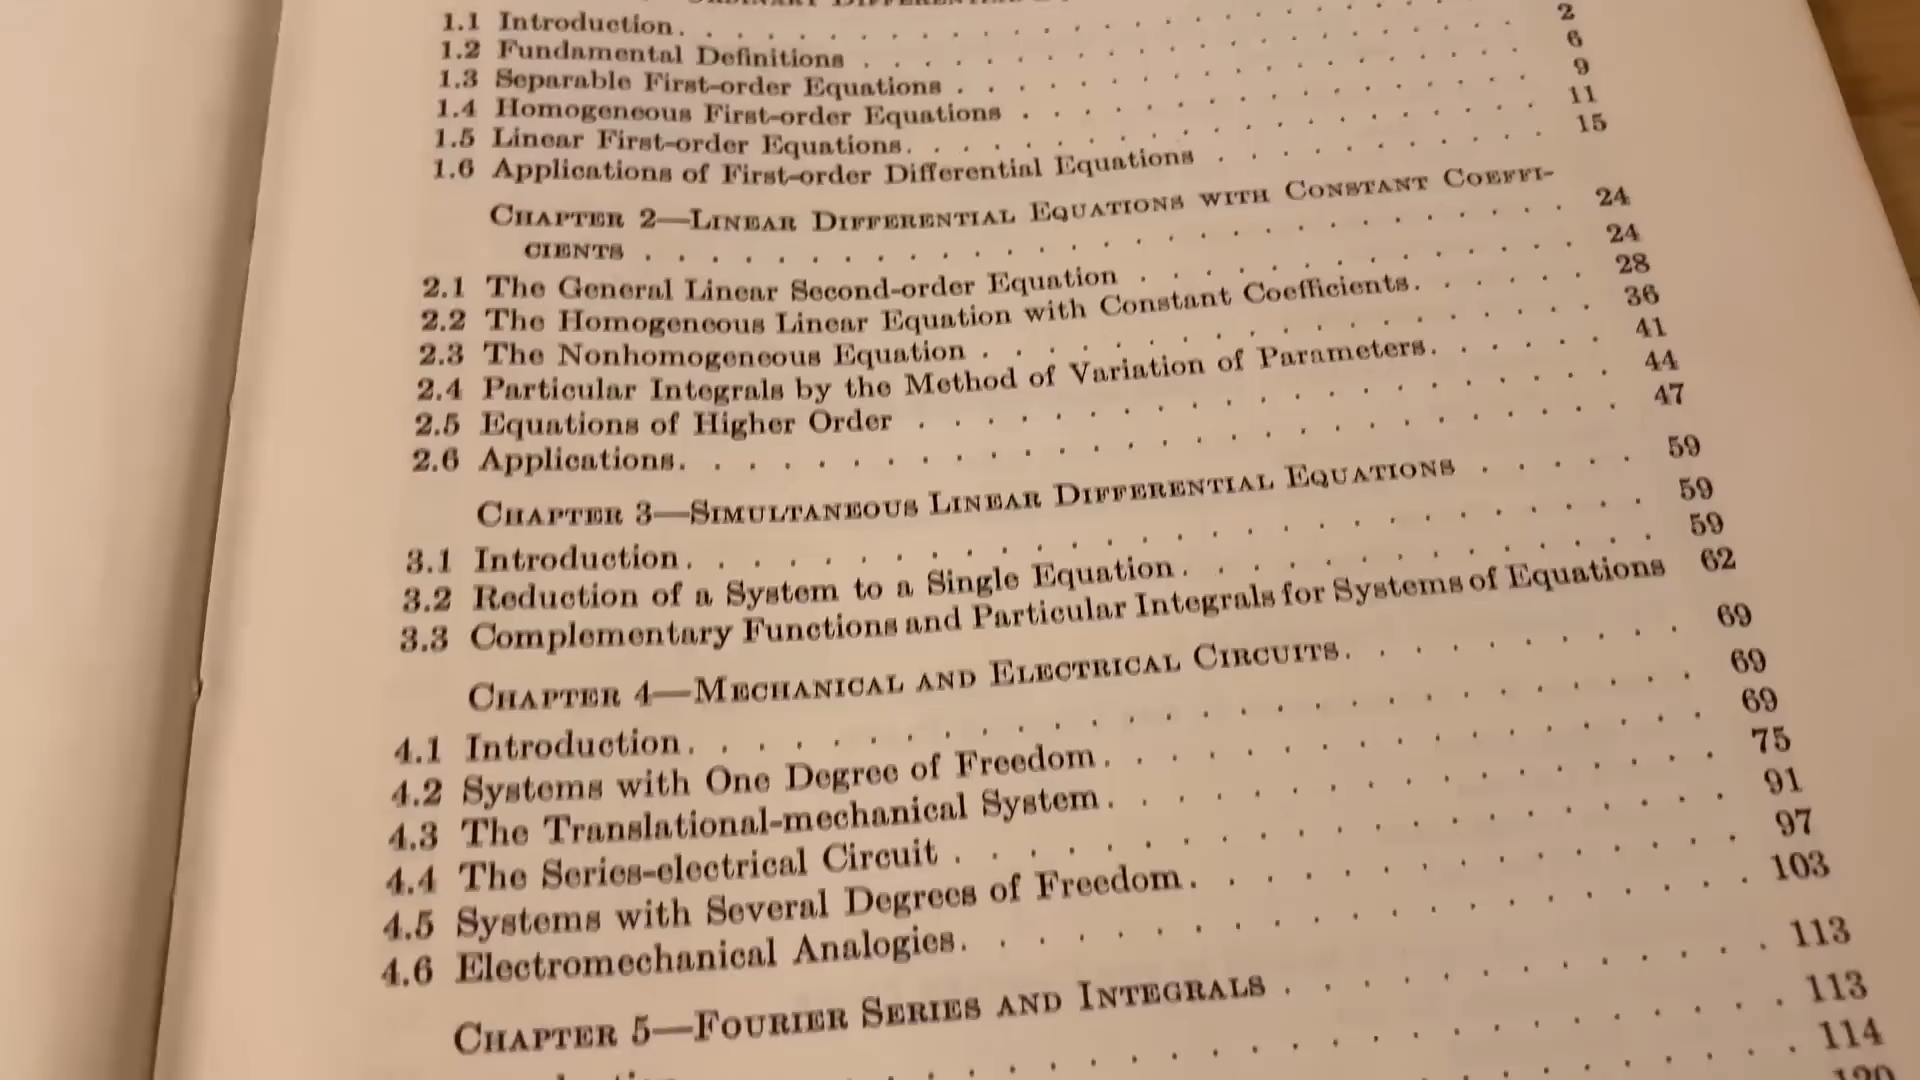 1.1 Introduction. . . . . . . . . . . . . . . . . . .
1.2 Fundamental Definitions . . . . . . . . . . . . . . . 2
1.3 Separable First-order Equations . . . . . . . . . . . . 6
1.4 Homogeneous First-order Equations . . . . . . . . . . . 9
1.5 Linear First-order Equations. . . . . . . . . . . . . . 11
1.6 Applications of First-order Differential Equations . . . . . . . 15
CHAPTER 2—LINEAR DIFFERENTIAL EQUATIONS WITH CONSTANT COEFFI-
CIENTS . . . . . . . . . . . . . . . . . . . . 24
2.1 The General Linear Second-order Equation . . . . . . . . . 24
2.2 The Homogeneous Linear Equation with Constant Coefficients. . . . . 28
2.3 The Nonhomogeneous Equation . . . . . . . . . . . . . 36
2.4 Particular Integrals by the Method of Variation of Parameters. . . . . 41
2.5 Equations of Higher Order . . . . . . . . . . . . . . 44
2.6 Applications. . . . . . . . . . . . . . . . . . . 47
CHAPTER 3—SIMULTANEOUS LINEAR DIFFERENTIAL EQUATIONS . . . . . 59
3.1 Introduction. . . . . . . . . . . . . . . . . . . 59
3.2 Reduction of a System to a Single Equation. . . . . . . . . 59
3.3 Complementary Functions and Particular Integrals for Systems of Equations 62
CHAPTER 4—MECHANICAL AND ELECTRICAL CIRCUITS. . . . . . . . 69
4.1 Introduction. . . . . . . . . . . . . . . . . . . 69
4.2 Systems with One Degree of Freedom. . . . . . . . . . . 69
4.3 The Translational-mechanical System. . . . . . . . . . . 75
4.4 The Series-electrical Circuit . . . . . . . . . . . . . 91
4.5 Systems with Several Degrees of Freedom. . . . . . . . . . 97
4.6 Electromechanical Analogies. . . . . . . . . . . . . . 103
CHAPTER 5—FOURIER SERIES AND INTEGRALS . . . . . . . . . . 113
113
114